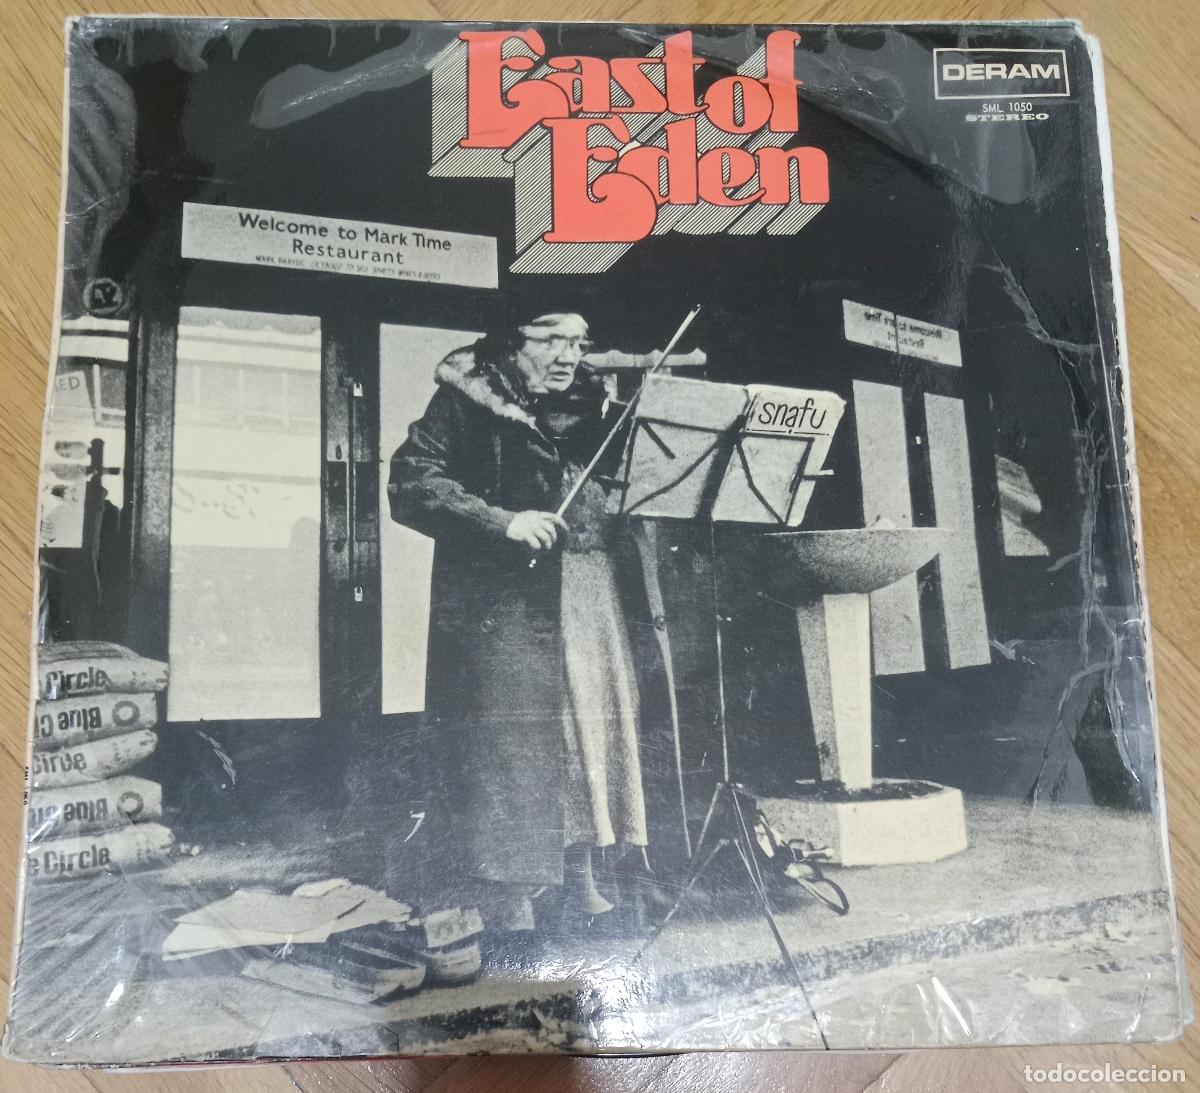 East of
Eden
DERAM
SML 1050
STEREO
Welcome to Mark Time
Restaurant
snafu
Circle
Blue
Circle
Blue
Circle
todocoleccion